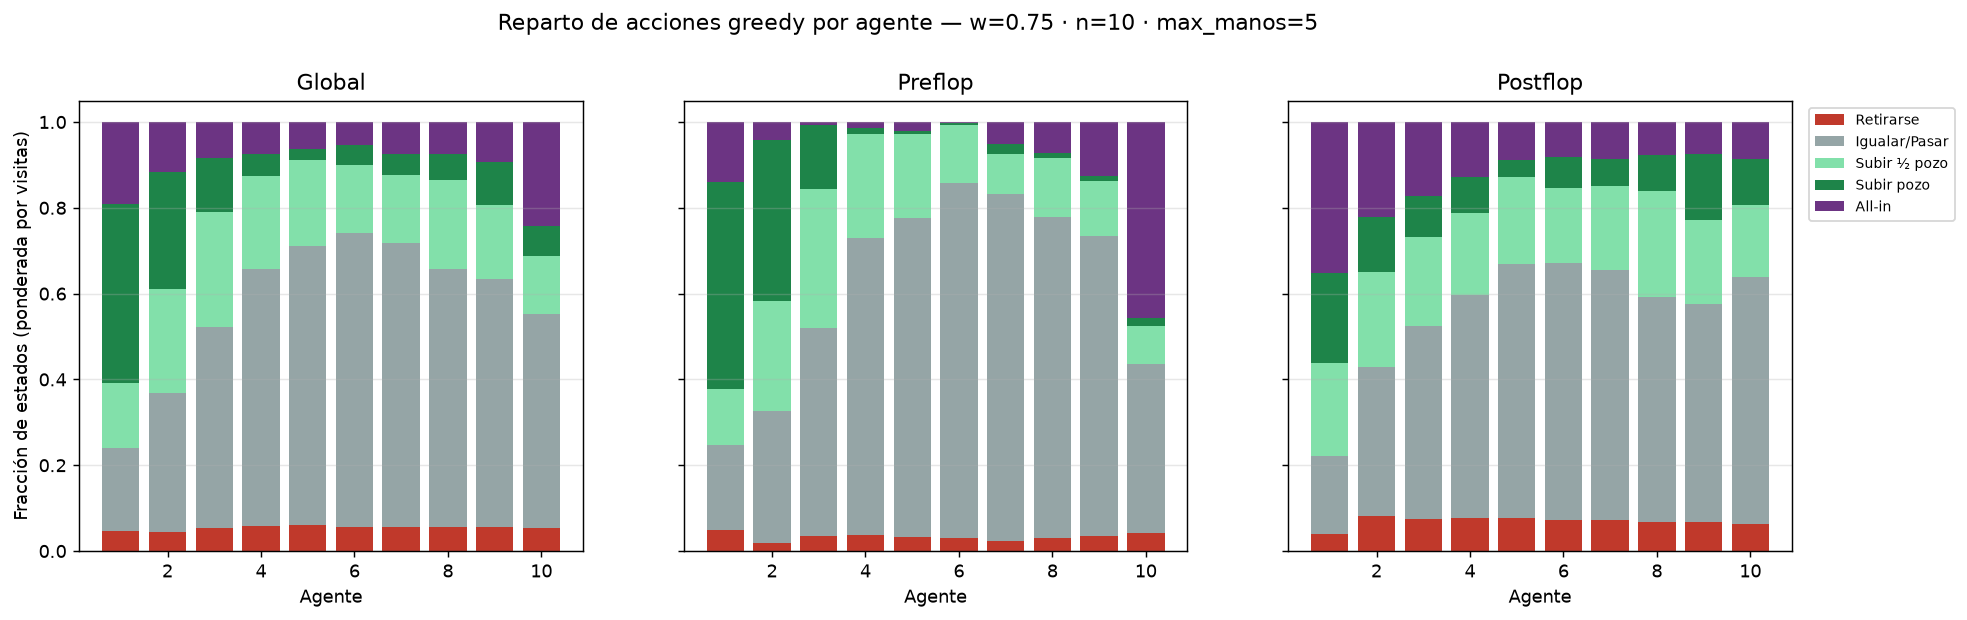 Reparto de acciones greedy por agente — w=0.75 · n=10 · max_manos=5
Global
Preflop
Postflop
Fracción de estados (ponderada por visitas)
1.0
0.8
0.6
0.4
0.2
0.0
2 4 6 8 10
2 4 6 8 10
2 4 6 8 10
Agente
Agente
Agente
Retirarse
Igualar/Pasar
Subir ½ pozo
Subir pozo
All-in